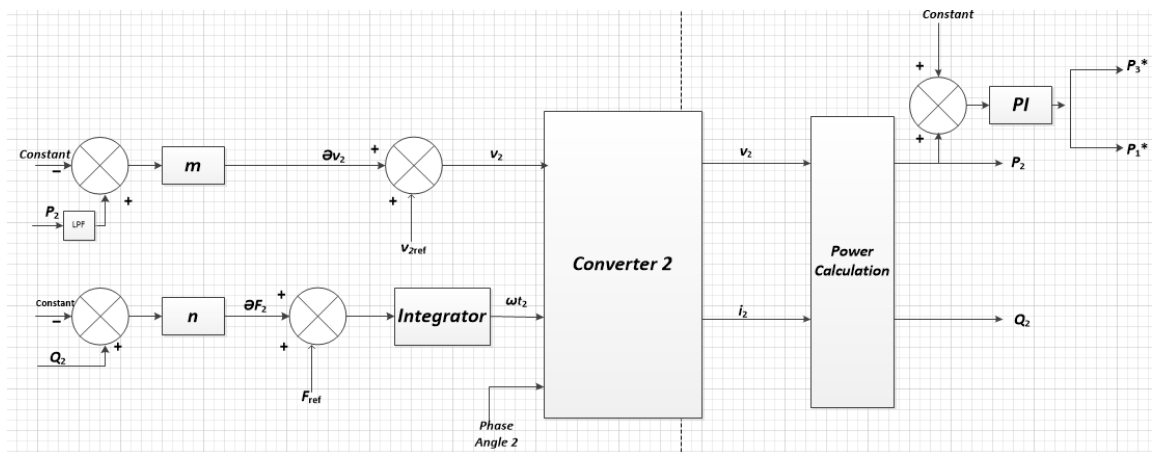 Constant
P₃*
+
PI
+
P₁*
Constant
−
+
m
∂v₂
+
+
v₂
v₂
P₂
P₂
LPF
v₂ref
Converter 2
Power
Calculation
Constant
−
+
n
∂F₂
+
+
Integrator
ωt₂
i₂
Q₂
Q₂
Fref
Phase
Angle 2